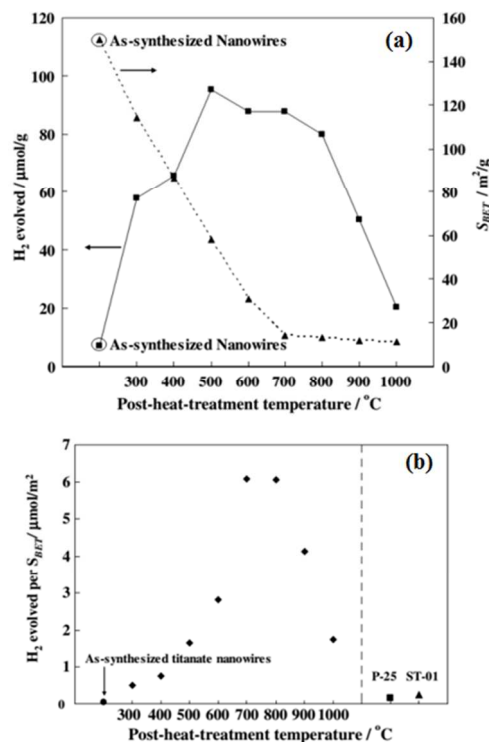 (a)
As-synthesized Nanowires
120
100
80
60
40
20
0
H2 evolved / μmol/g
160
140
120
100
80
60
40
20
0
SBET / m2/g
As-synthesized Nanowires
300 400 500 600 700 800 900 1000
Post-heat-treatment temperature / °C
(b)
7
6
5
4
3
2
1
0
H2 evolved per SBET/ μmol/m2
As-synthesized titanate nanowires
P-25 ST-01
300 400 500 600 700 800 900 1000
Post-heat-treatment temperature / °C